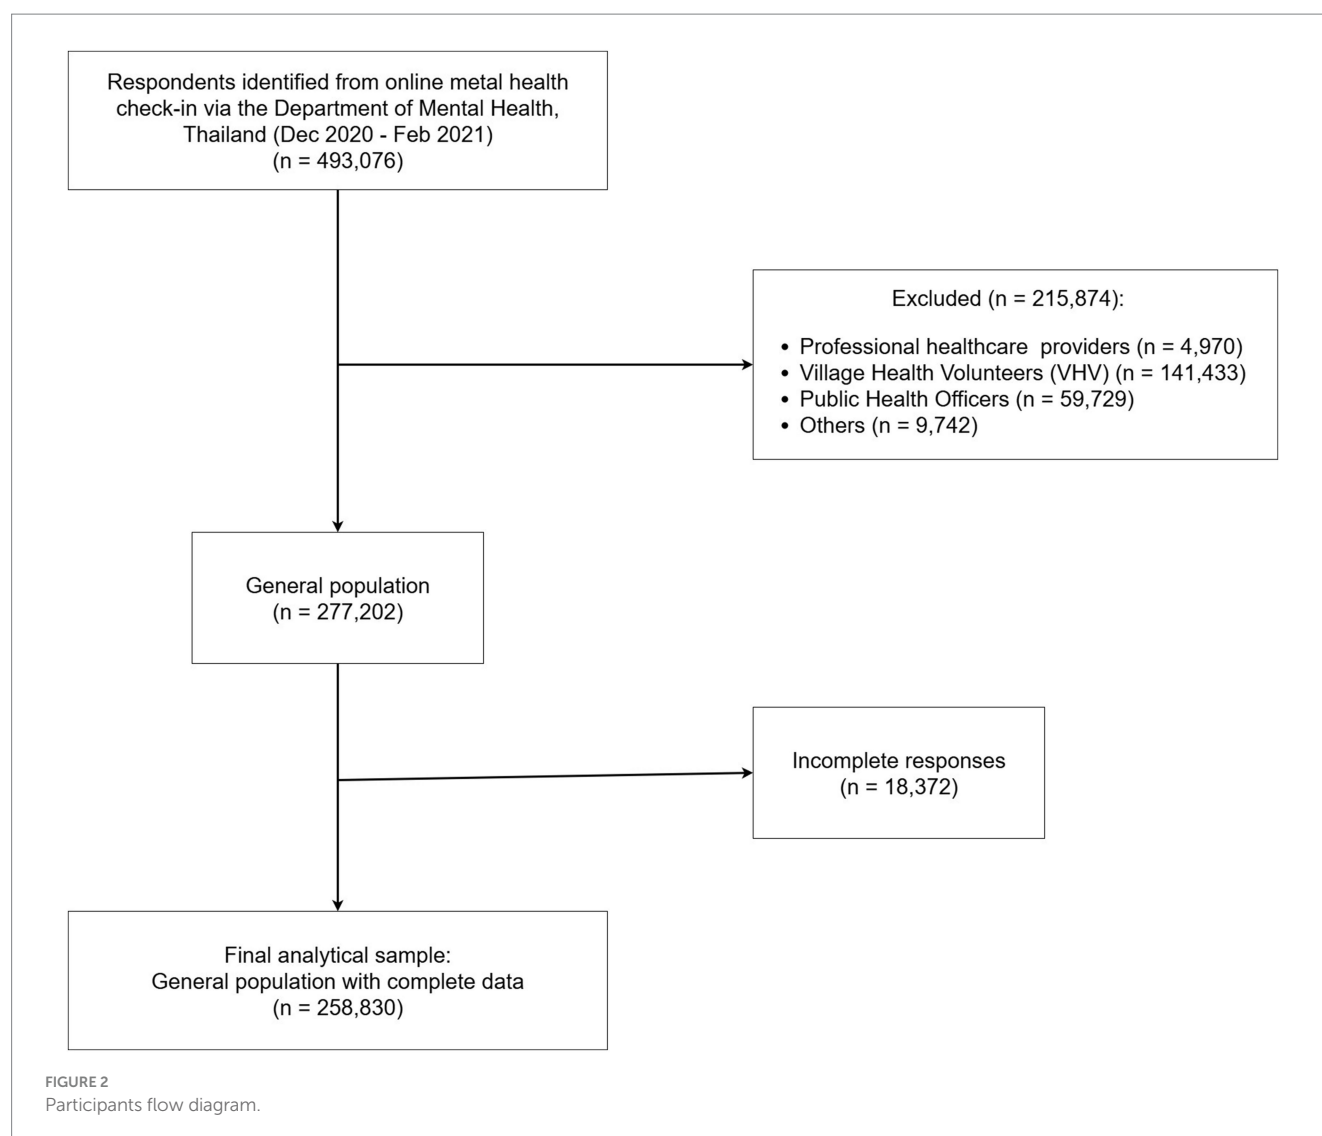 Respondents identified from online metal health
check-in via the Department of Mental Health,
Thailand (Dec 2020 - Feb 2021)
(n = 493,076)
Excluded (n = 215,874):
• Professional healthcare  providers (n = 4,970)
• Village Health Volunteers (VHV) (n = 141,433)
• Public Health Officers (n = 59,729)
• Others (n = 9,742)
General population
(n = 277,202)
Incomplete responses
(n = 18,372)
Final analytical sample:
General population with complete data
(n = 258,830)
FIGURE 2
Participants flow diagram.